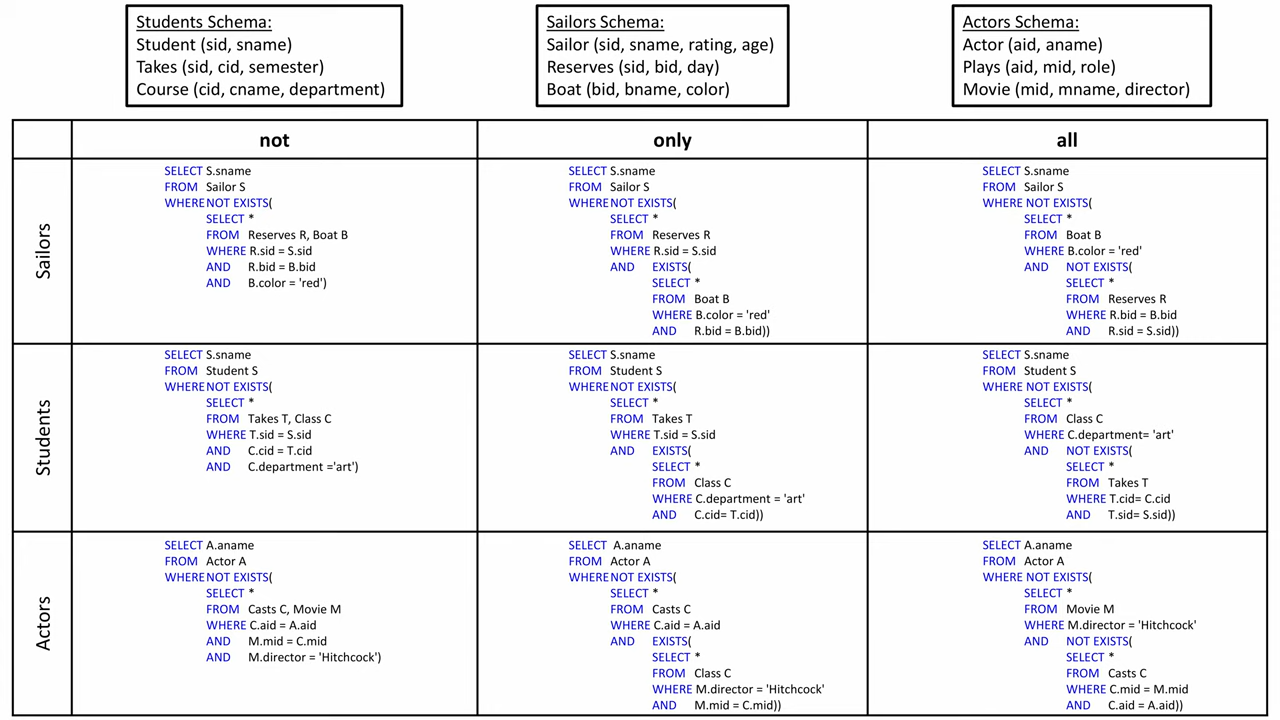 Students Schema:
Student (sid, sname)
Takes (sid, cid, semester)
Course (cid, cname, department)
Sailors Schema:
Sailor (sid, sname, rating, age)
Reserves (sid, bid, day)
Boat (bid, bname, color)
Actors Schema:
Actor (aid, aname)
Plays (aid, mid, role)
Movie (mid, mname, director)
not
only
all
Sailors
SELECT S.sname
FROM Sailor S
WHERE NOT EXISTS(
SELECT *
FROM Reserves R, Boat B
WHERE R.sid = S.sid
AND R.bid = B.bid
AND B.color = 'red')
SELECT S.sname
FROM Sailor S
WHERE NOT EXISTS(
SELECT *
FROM Reserves R
WHERE R.sid = S.sid
AND EXISTS(
SELECT *
FROM Boat B
WHERE B.color = 'red'
AND R.bid = B.bid))
SELECT S.sname
FROM Sailor S
WHERE NOT EXISTS(
SELECT *
FROM Boat B
WHERE B.color = 'red'
AND NOT EXISTS(
SELECT *
FROM Reserves R
WHERE R.bid = B.bid
AND R.sid = S.sid))
Students
SELECT S.sname
FROM Student S
WHERE NOT EXISTS(
SELECT *
FROM Takes T, Class C
WHERE T.sid = S.sid
AND C.cid = T.cid
AND C.department ='art')
SELECT S.sname
FROM Student S
WHERE NOT EXISTS(
SELECT *
FROM Takes T
WHERE T.sid = S.sid
AND EXISTS(
SELECT *
FROM Class C
WHERE C.department = 'art'
AND C.cid= T.cid))
SELECT S.sname
FROM Student S
WHERE NOT EXISTS(
SELECT *
FROM Class C
WHERE C.department= 'art'
AND NOT EXISTS(
SELECT *
FROM Takes T
WHERE T.cid= C.cid
AND T.sid= S.sid))
Actors
SELECT A.aname
FROM Actor A
WHERE NOT EXISTS(
SELECT *
FROM Casts C, Movie M
WHERE C.aid = A.aid
AND M.mid = C.mid
AND M.director = 'Hitchcock')
SELECT A.aname
FROM Actor A
WHERE NOT EXISTS(
SELECT *
FROM Casts C
WHERE C.aid = A.aid
AND EXISTS(
SELECT *
FROM Class C
WHERE M.director = 'Hitchcock'
AND M.mid = C.mid))
SELECT A.aname
FROM Actor A
WHERE NOT EXISTS(
SELECT *
FROM Movie M
WHERE M.director = 'Hitchcock'
AND NOT EXISTS(
SELECT *
FROM Casts C
WHERE C.mid = M.mid
AND C.aid = A.aid))